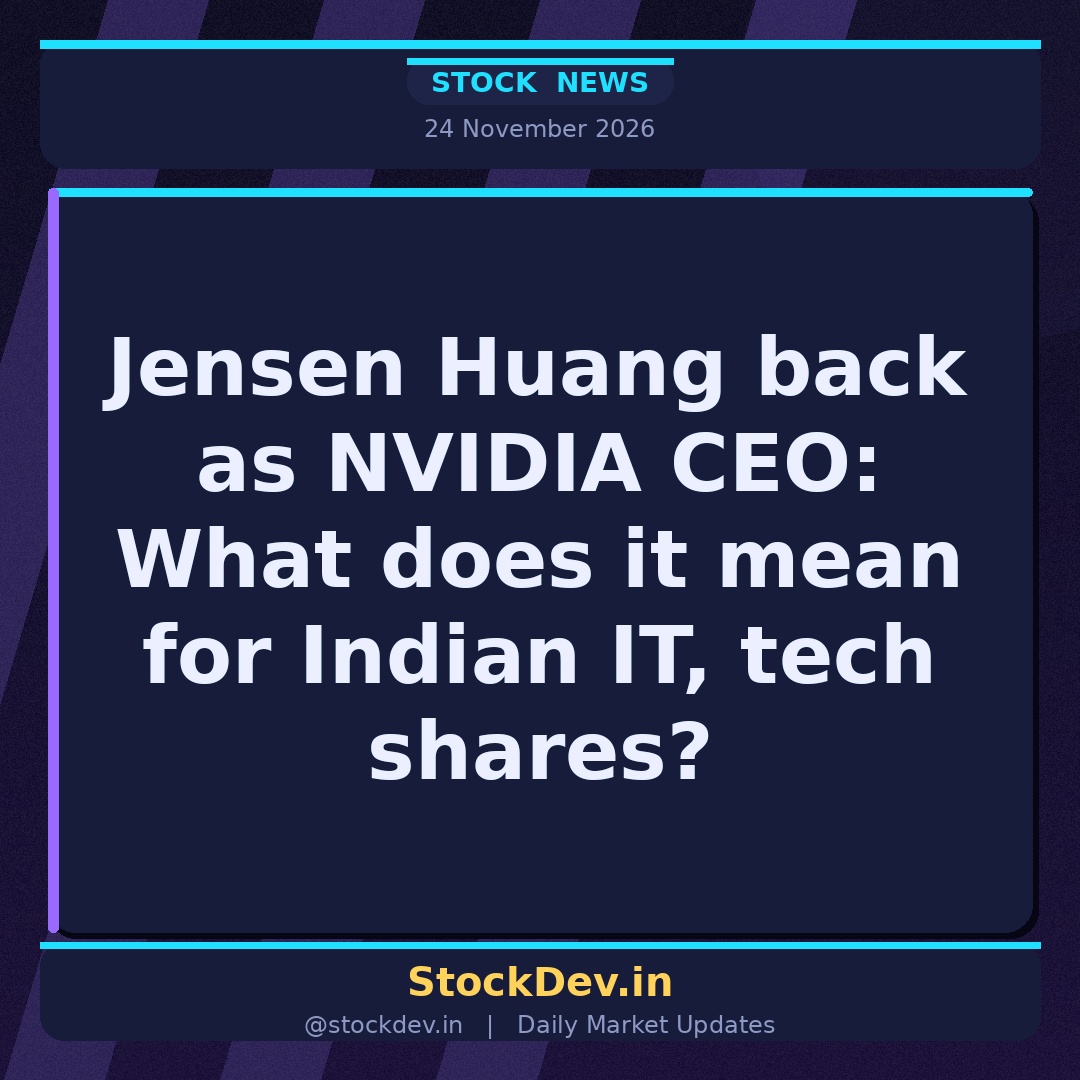 STOCK NEWS
24 November 2026
Jensen Huang back
as NVIDIA CEO:
What does it mean
for Indian IT, tech
shares?
StockDev.in
@stockdev.in | Daily Market Updates